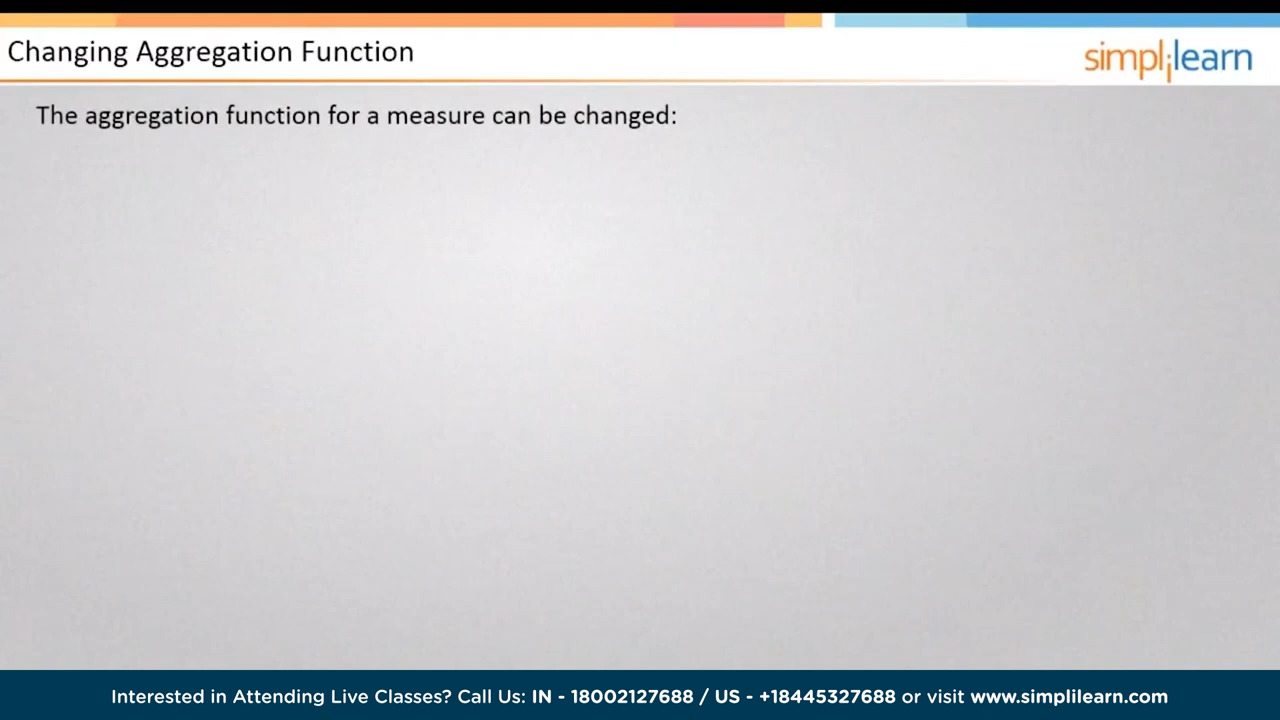 Changing Aggregation Function
simplilearn
The aggregation function for a measure can be changed:
Interested in Attending Live Classes? Call Us: IN - 18002127688 / US - +18445327688 or visit www.simplilearn.com